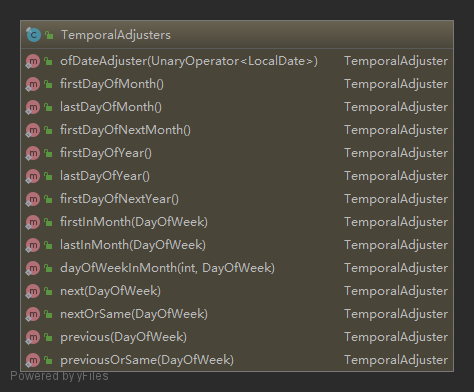 TemporalAdjusters
ofDateAdjuster(UnaryOperator<LocalDate>) TemporalAdjuster
firstDayOfMonth() TemporalAdjuster
lastDayOfMonth() TemporalAdjuster
firstDayOfNextMonth() TemporalAdjuster
firstDayOfYear() TemporalAdjuster
lastDayOfYear() TemporalAdjuster
firstDayOfNextYear() TemporalAdjuster
firstInMonth(DayOfWeek) TemporalAdjuster
lastInMonth(DayOfWeek) TemporalAdjuster
dayOfWeekInMonth(int, DayOfWeek) TemporalAdjuster
next(DayOfWeek) TemporalAdjuster
nextOrSame(DayOfWeek) TemporalAdjuster
previous(DayOfWeek) TemporalAdjuster
previousOrSame(DayOfWeek) TemporalAdjuster
Powered by yFiles